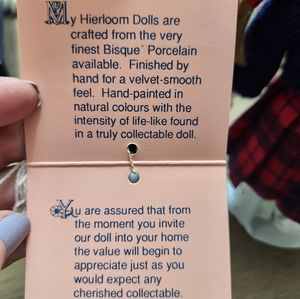 My Hierloom Dolls are
crafted from the very
finest Bisque´ Porcelain
available. Finished by
hand for a velvet-smooth
feel. Hand-painted in
natural colours with the
intensity of life-like found
in a truly collectable doll.
You are assured that from
the moment you invite
our doll into your home
the value will begin to
appreciate just as you
would expect any
cherished collectable.